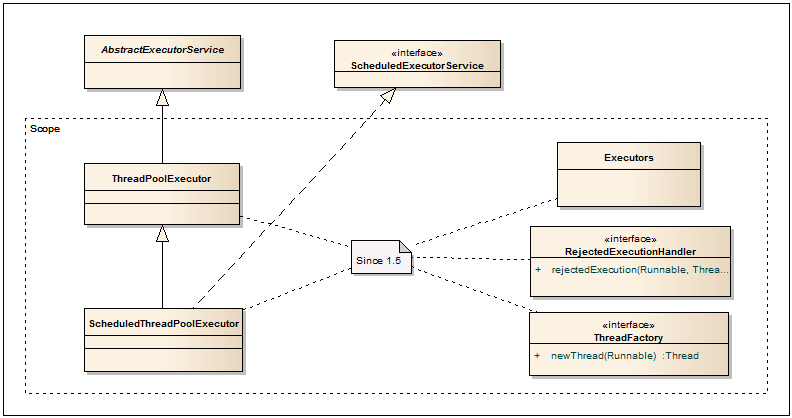 AbstractExecutorService
«interface»
ScheduledExecutorService
Scope
ThreadPoolExecutor
Executors
«interface»
RejectedExecutionHandler
+ rejectedExecution(Runnable, Threa...
Since 1.5
ScheduledThreadPoolExecutor
«interface»
ThreadFactory
+ newThread(Runnable) :Thread